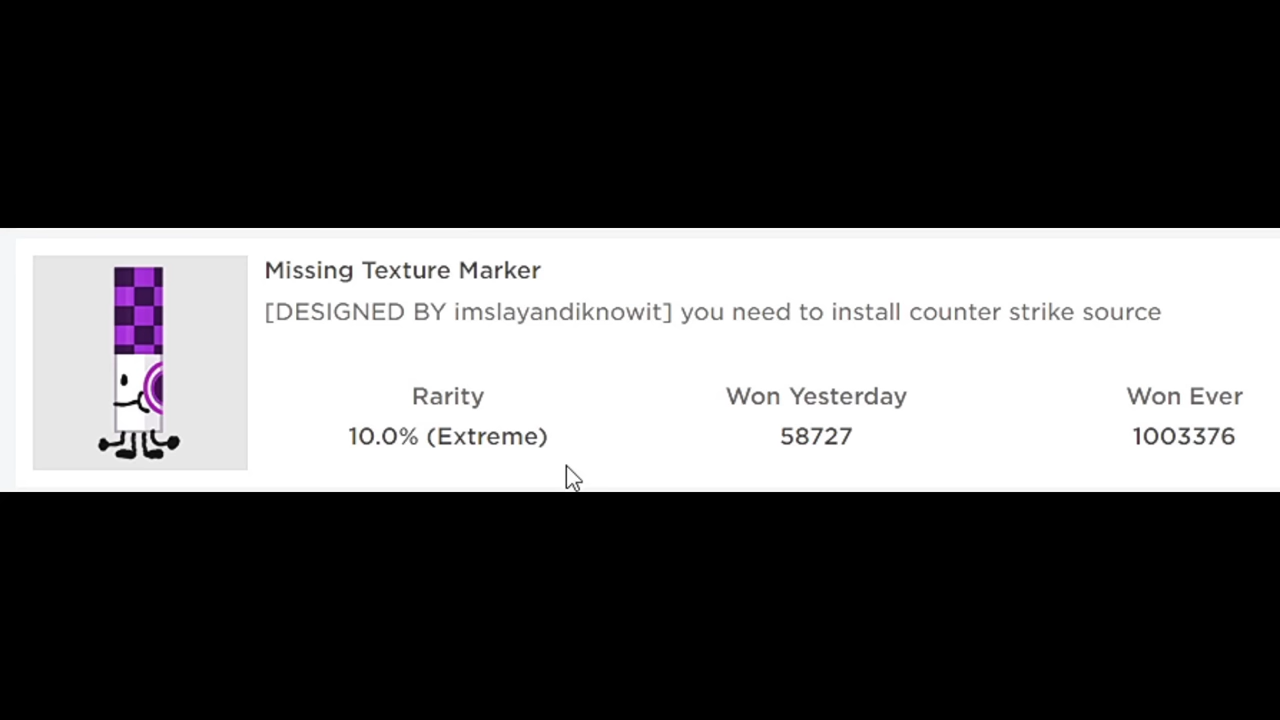 Missing Texture Marker
[DESIGNED BY imslayandiknowit] you need to install counter strike source
Rarity Won Yesterday Won Ever
10.0% (Extreme) 58727 1003376